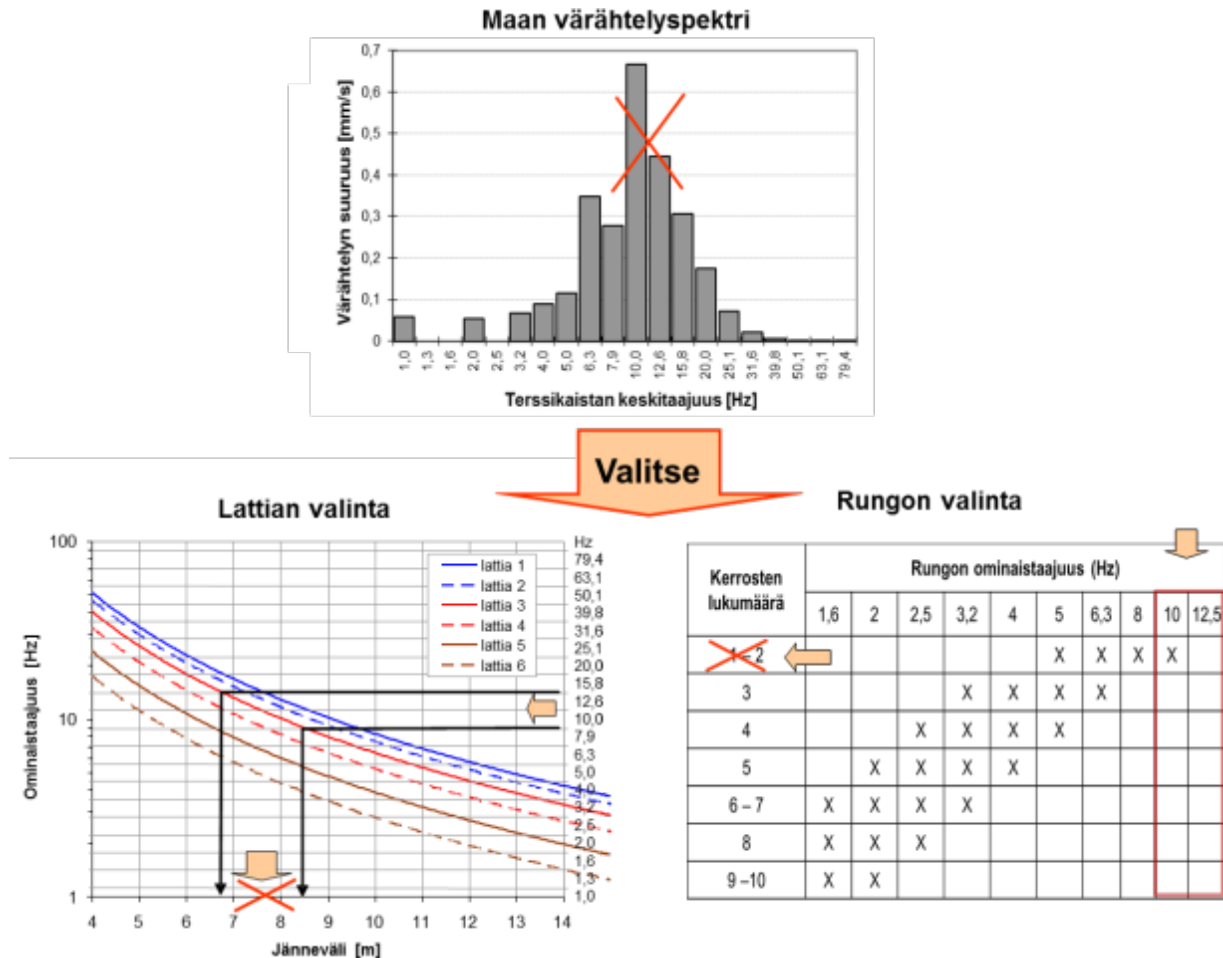 Maan värähtelyspektri
Värähtelyn suuruus [mm/s]
0,7
0,6
0,5
0,4
0,3
0,2
0,1
0
1,0 1,3 1,6 2,0 2,5 3,2 4,0 5,0 6,3 7,9 10,0 12,6 15,8 20,0 25,1 31,6 39,8 50,1 63,1 79,4
Terssikaistan keskitaajuus [Hz]
Valitse
Lattian valinta
Ominaistaajuus [Hz]
100
10
1
lattia 1
lattia 2
lattia 3
lattia 4
lattia 5
lattia 6
Hz
79,4
63,1
50,1
39,8
31,6
25,1
20,0
15,8
12,6
10,0
7,9
6,3
5,0
4,0
3,2
2,5
2,0
1,6
1,3
1,0
4 5 6 7 8 9 10 11 12 13 14
Jänneväli [m]
Rungon valinta
Kerrosten lukumäärä
Rungon ominaistaajuus (Hz)
1,6 2 2,5 3,2 4 5 6,3 8 10 12,5
1 – 2 X X X X
3 X X X X
4 X X X X
5 X X X X
6 – 7 X X X X
8 X X X
9 –10 X X